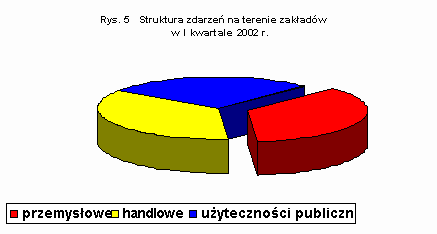 Rys. 5 Struktura zdarzeń na terenie zakładów
w I kwartale 2002 r.
przemysłowe handlowe użyteczności publiczn